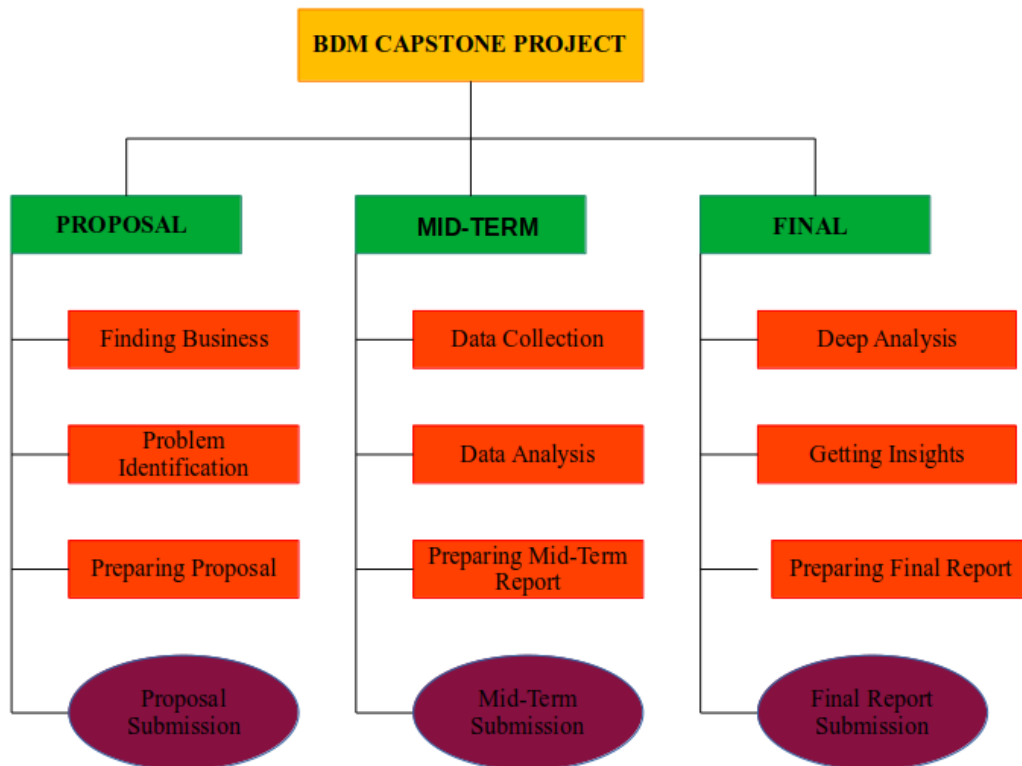 BDM CAPSTONE PROJECT
PROPOSAL
MID-TERM
FINAL
Finding Business
Data Collection
Deep Analysis
Problem
Identification
Data Analysis
Getting Insights
Preparing Proposal
Preparing Mid-Term
Report
Preparing Final Report
Proposal
Submission
Mid-Term
Submission
Final Report
Submission